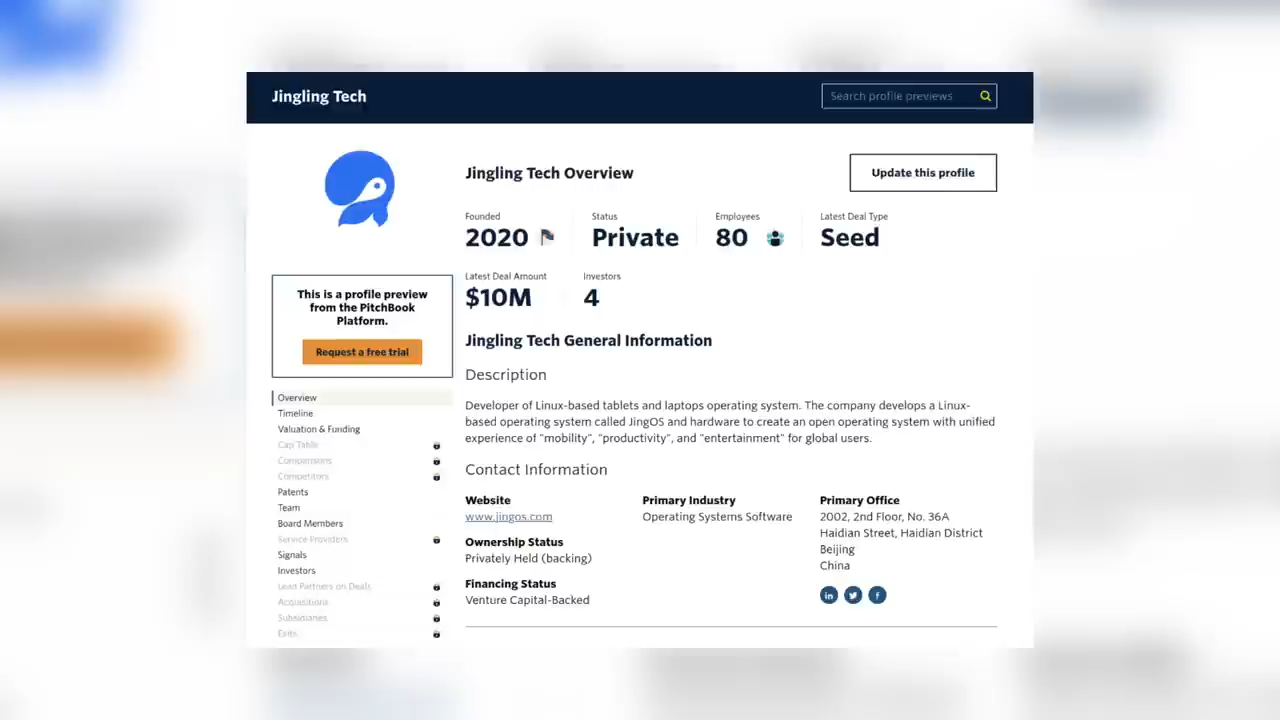 Jingling Tech
Search profile previews
Jingling Tech Overview
Update this profile
Founded
Status
Employees
Latest Deal Type
2020
Private
80
Seed
Latest Deal Amount
Investors
$10M
4
This is a profile preview
from the PitchBook
Platform.
Request a free trial
Overview
Timeline
Valuation & Funding
Cap Table
Comparisons
Competitors
Patents
Team
Board Members
Service Providers
Signals
Investors
Lead Partners on Deals
Acquisitions
Subsidiaries
Exits
Jingling Tech General Information
Description
Developer of Linux-based tablets and laptops operating system. The company develops a Linux-
based operating system called JingOS and hardware to create an open operating system with unified
experience of "mobility", "productivity", and "entertainment" for global users.
Contact Information
Website
www.jingos.com
Ownership Status
Privately Held (backing)
Financing Status
Venture Capital-Backed
Primary Industry
Operating Systems Software
Primary Office
2002, 2nd Floor, No. 36A
Haidian Street, Haidian District
Beijing
China